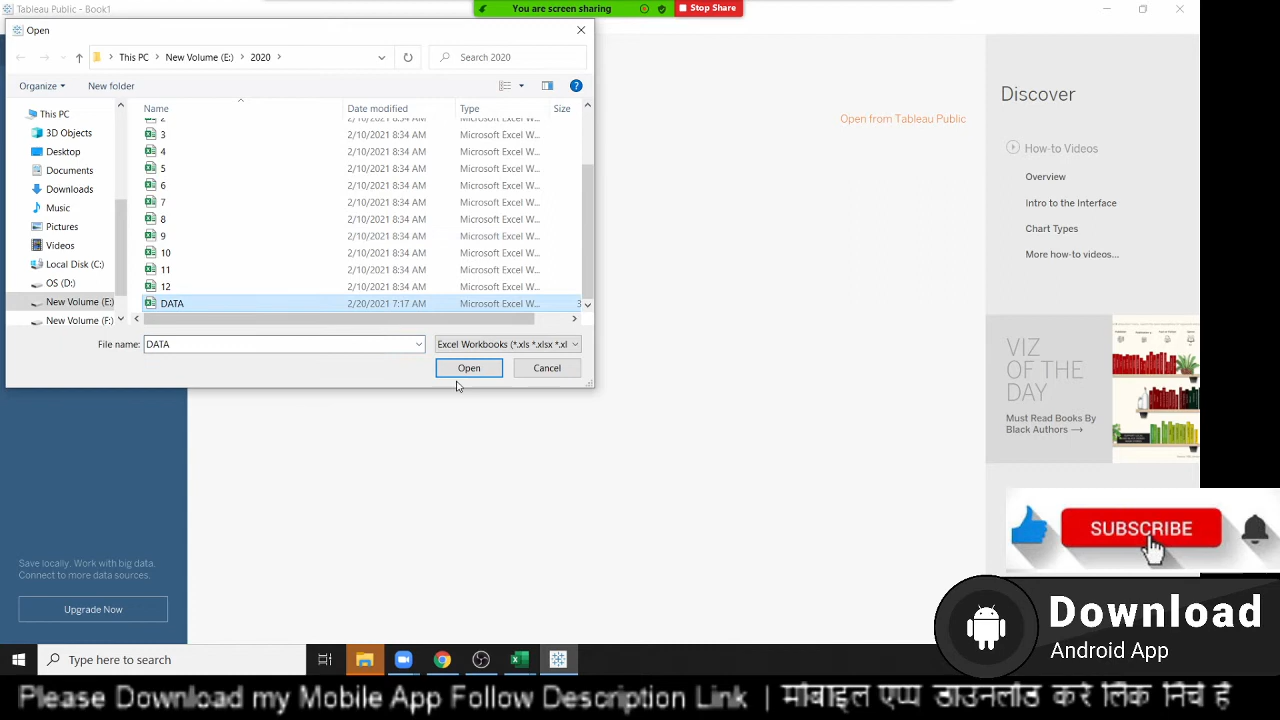 Tableau Public - Book1
You are screen sharing
Stop Share
Open
This PC
New Volume (E:)
2020
Search 2020
Organize
New folder
Name
Date modified
Type
Size
This PC
3D Objects
Desktop
Documents
Downloads
Music
Pictures
Videos
Local Disk (C:)
OS (D:)
New Volume (E:)
New Volume (F:)
2 2/10/2021 8:34 AM Microsoft Excel W...
3 2/10/2021 8:34 AM Microsoft Excel W...
4 2/10/2021 8:34 AM Microsoft Excel W...
5 2/10/2021 8:34 AM Microsoft Excel W...
6 2/10/2021 8:34 AM Microsoft Excel W...
7 2/10/2021 8:34 AM Microsoft Excel W...
8 2/10/2021 8:34 AM Microsoft Excel W...
9 2/10/2021 8:34 AM Microsoft Excel W...
10 2/10/2021 8:34 AM Microsoft Excel W...
11 2/10/2021 8:34 AM Microsoft Excel W...
12 2/10/2021 8:34 AM Microsoft Excel W...
DATA 2/20/2021 7:17 AM Microsoft Excel W... 3
File name: DATA
Excel Workbooks (*.xls *.xlsx *.xl
Open
Cancel
Open from Tableau Public
Discover
How-to Videos
Overview
Intro to the Interface
Chart Types
More how-to videos...
VIZ
OF THE
DAY
Must Read Books By
Black Authors →
SUBSCRIBE
Save locally. Work with big data.
Connect to more data sources.
Upgrade Now
Download
Android App
Type here to search
Please Download my Mobile App Follow Description Link | मोबाइल एप्प डाउनलोड करे लिंक निचे है